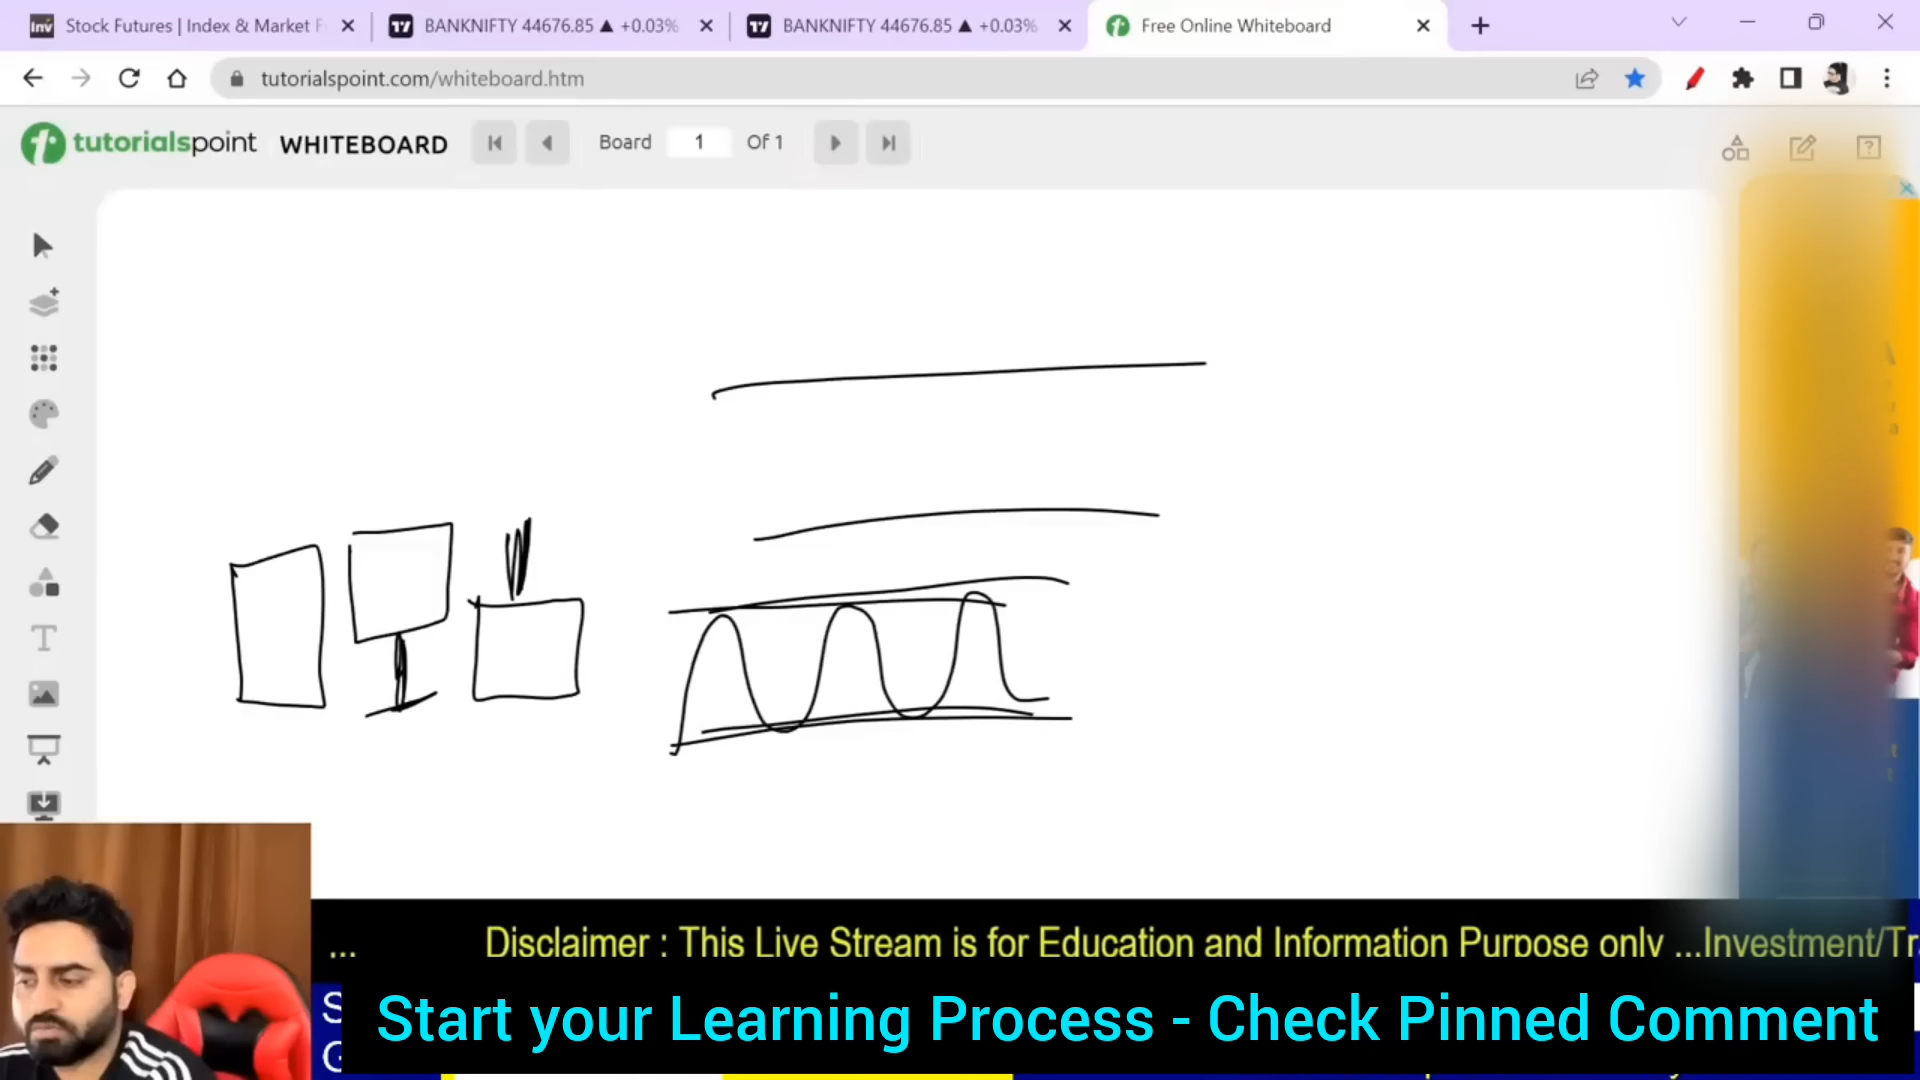 Stock Futures | Index & Market F
BANKNIFTY 44676.85 ▲ +0.03%
BANKNIFTY 44676.85 ▲ +0.03%
Free Online Whiteboard
tutorialspoint.com/whiteboard.htm
tutorialspoint WHITEBOARD
Board 1 Of 1
... Disclaimer : This Live Stream is for Education and Information Purpose only ...Investment/Tr
Start your Learning Process - Check Pinned Comment